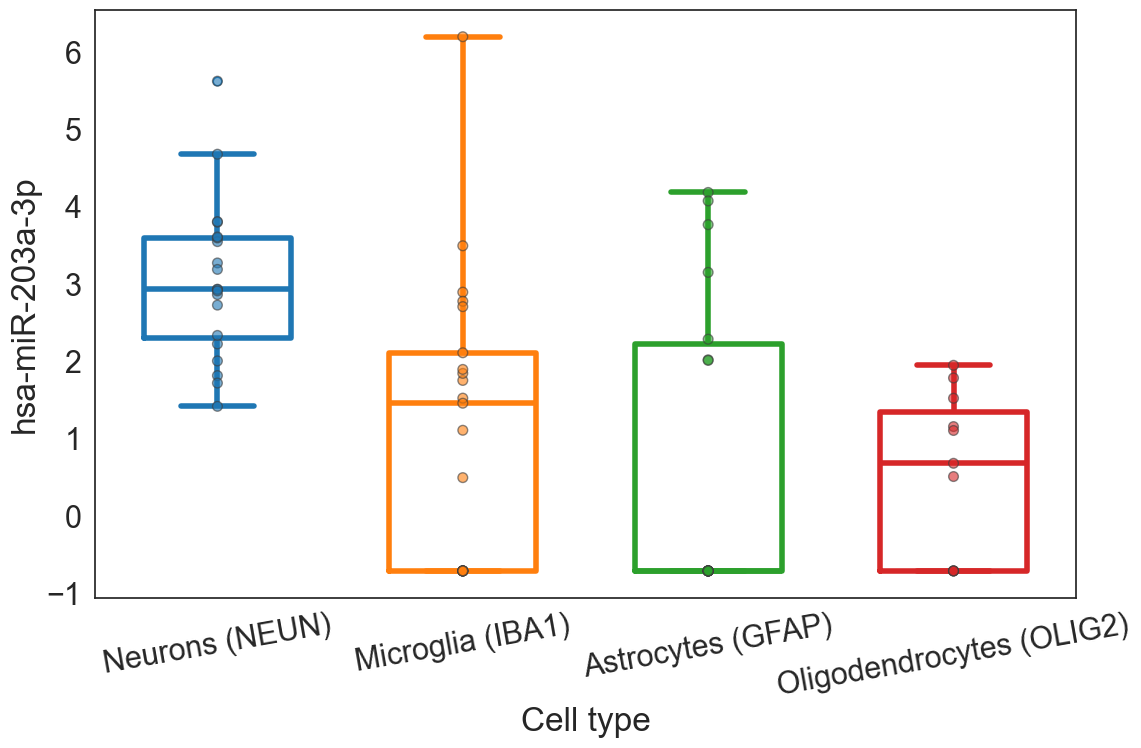 hsa-miR-203a-3p
6
5
4
3
2
1
0
−1
Neurons (NEUN)
Microglia (IBA1)
Astrocytes (GFAP)
Oligodendrocytes (OLIG2)
Cell type